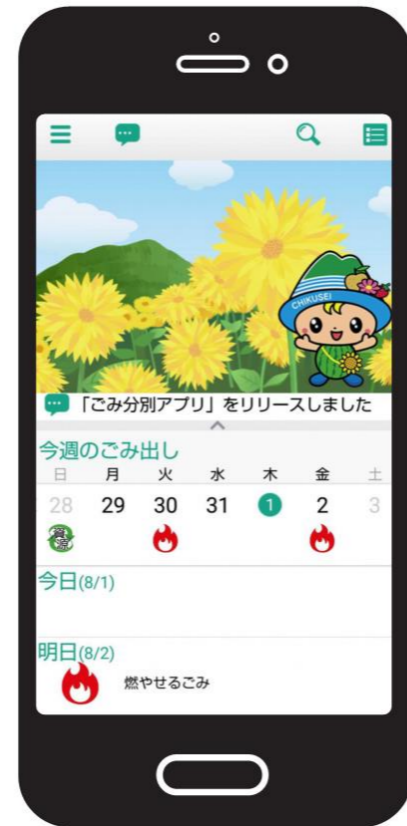 CHIKUSEI
「ごみ分別アプリ」をリリースしました
今週のごみ出し
日 月 火 水 木 金 土
28 29 30 31 1 2 3
資源
今日(8/1)
明日(8/2)
燃やせるごみ